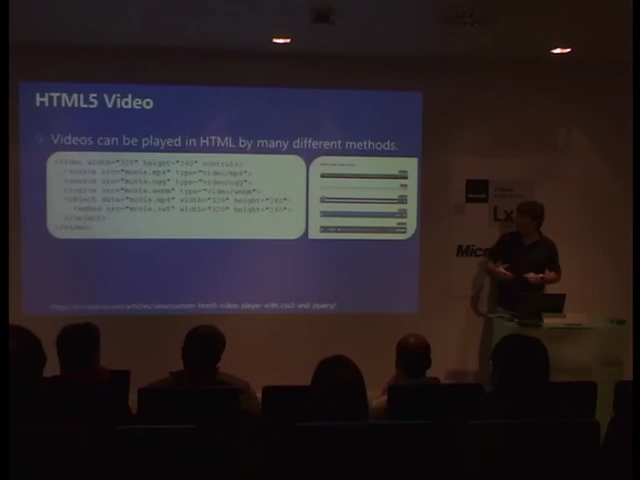 HTML5 Video
Videos can be played in HTML by many different methods.
<video width="320" height="240" controls>
<source src="movie.mp4" type="video/mp4">
<source src="movie.ogg" type="video/ogg">
<source src="movie.webm" type="video/webm">
<object data="movie.mp4" width="320" height="240">
<embed src="movie.swf" width="320" height="240">
</object>
</video>
Lx
Micr